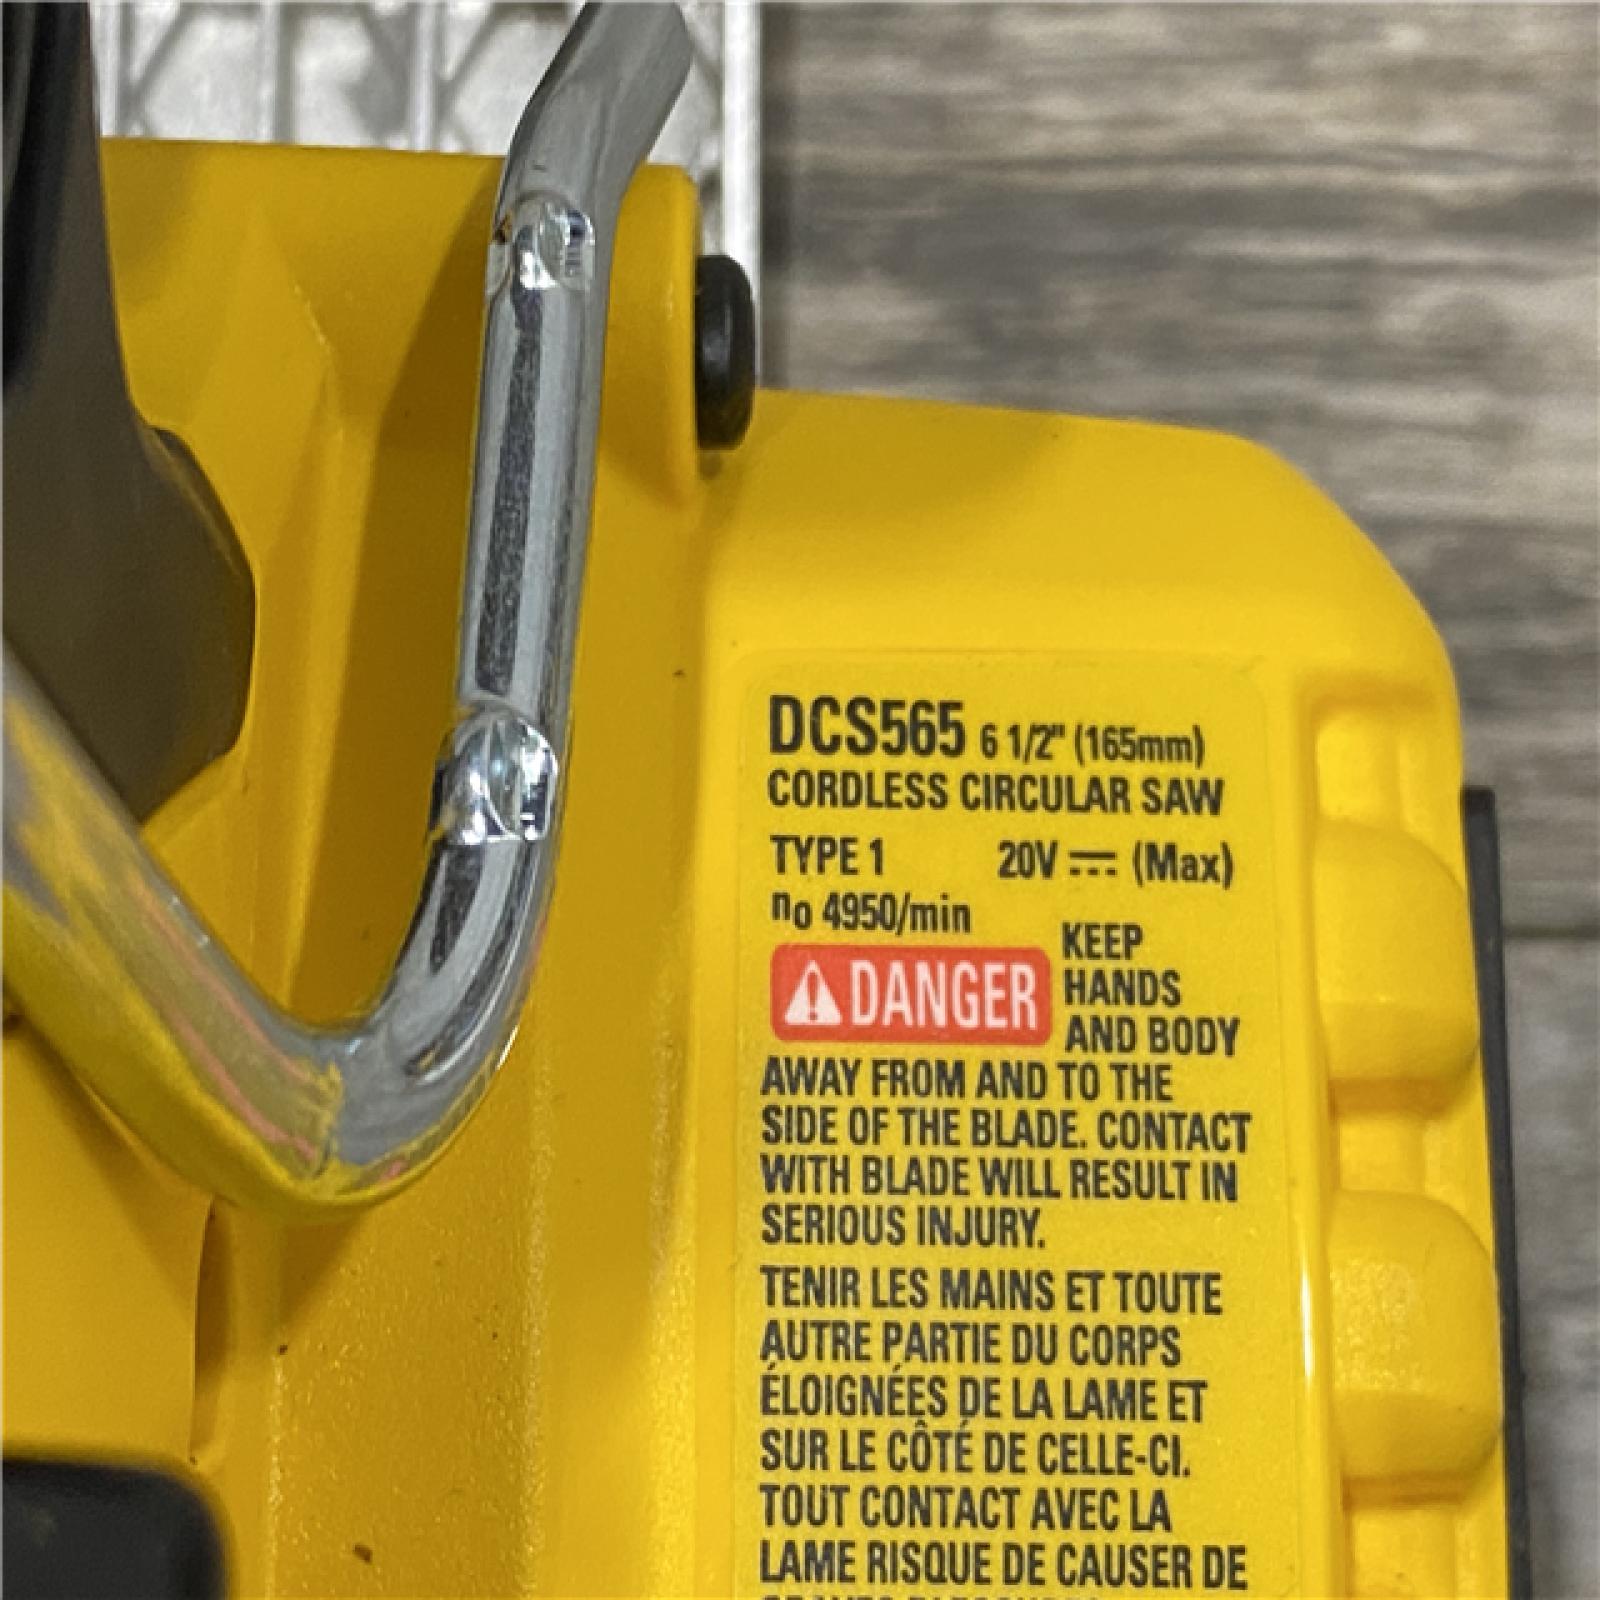 DCS565 6 1/2" (165mm)
CORDLESS CIRCULAR SAW
TYPE 1 20V ⎓ (Max)
no 4950/min
DANGER KEEP
HANDS
AND BODY
AWAY FROM AND TO THE
SIDE OF THE BLADE. CONTACT
WITH BLADE WILL RESULT IN
SERIOUS INJURY.
TENIR LES MAINS ET TOUTE
AUTRE PARTIE DU CORPS
ÉLOIGNÉES DE LA LAME ET
SUR LE CÔTÉ DE CELLE-CI.
TOUT CONTACT AVEC LA
LAME RISQUE DE CAUSER DE